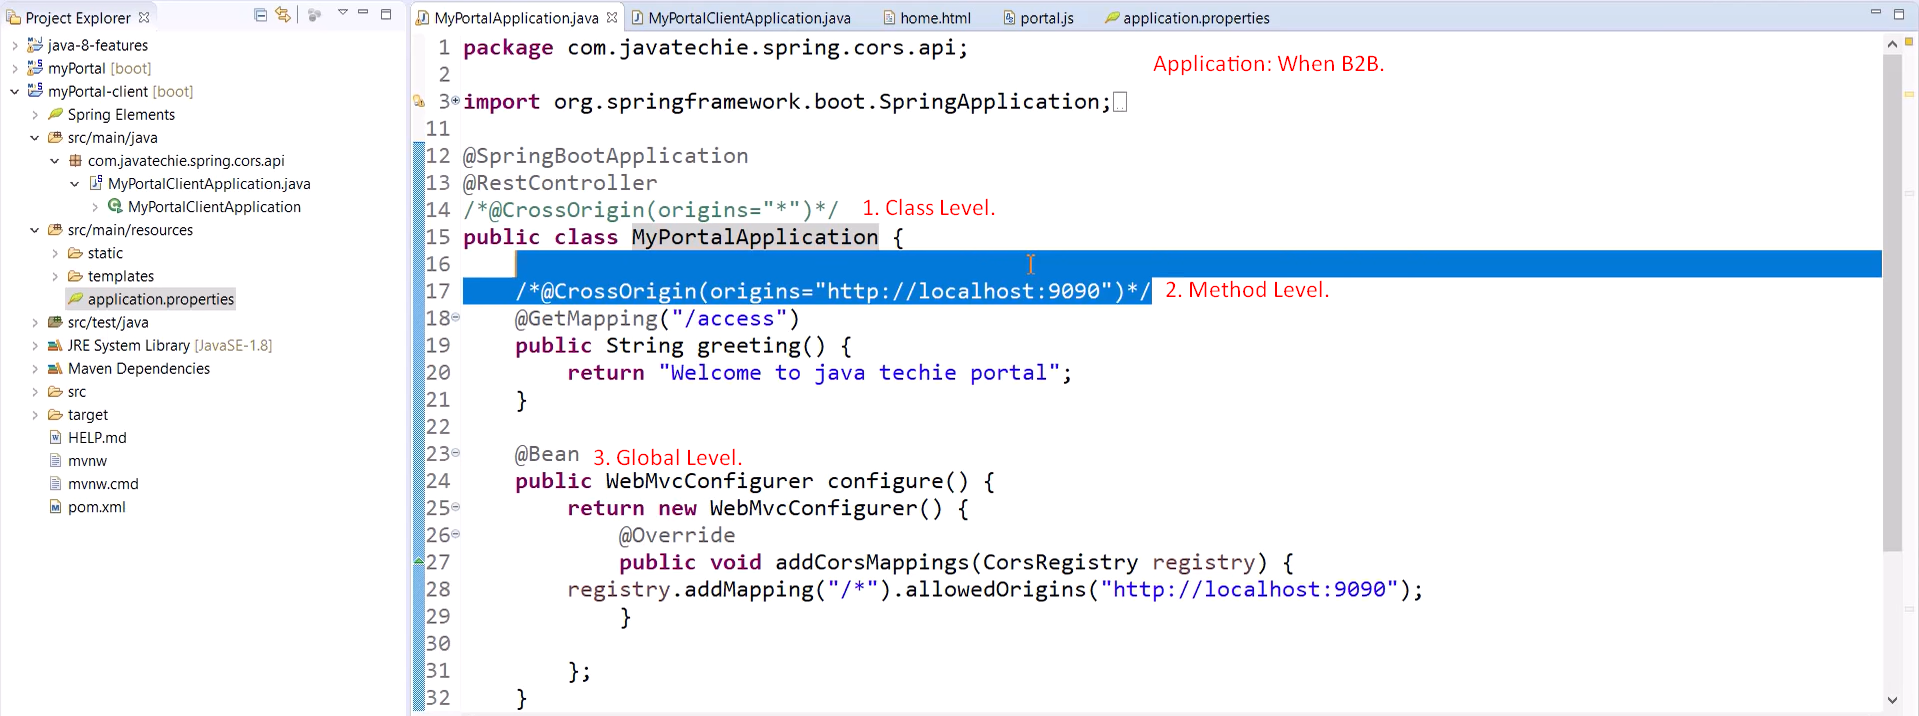 Project Explorer
java-8-features
myPortal [boot]
myPortal-client [boot]
Spring Elements
src/main/java
com.javatechie.spring.cors.api
MyPortalClientApplication.java
MyPortalClientApplication
src/main/resources
static
templates
application.properties
src/test/java
JRE System Library [JavaSE-1.8]
Maven Dependencies
src
target
HELP.md
mvnw
mvnw.cmd
pom.xml
MyPortalApplication.java MyPortalClientApplication.java home.html portal.js application.properties
1 package com.javatechie.spring.cors.api;
Application: When B2B.
2
3 import org.springframework.boot.SpringApplication;
11
12 @SpringBootApplication
13 @RestController
14 /*@CrossOrigin(origins="*")*/ 1. Class Level.
15 public class MyPortalApplication {
16
17 /*@CrossOrigin(origins="http://localhost:9090")*/ 2. Method Level.
18 @GetMapping("/access")
19 public String greeting() {
20 return "Welcome to java techie portal";
21 }
22
23 @Bean 3. Global Level.
24 public WebMvcConfigurer configure() {
25 return new WebMvcConfigurer() {
26 @Override
27 public void addCorsMappings(CorsRegistry registry) {
28 registry.addMapping("/*").allowedOrigins("http://localhost:9090");
29 }
30
31 };
32 }